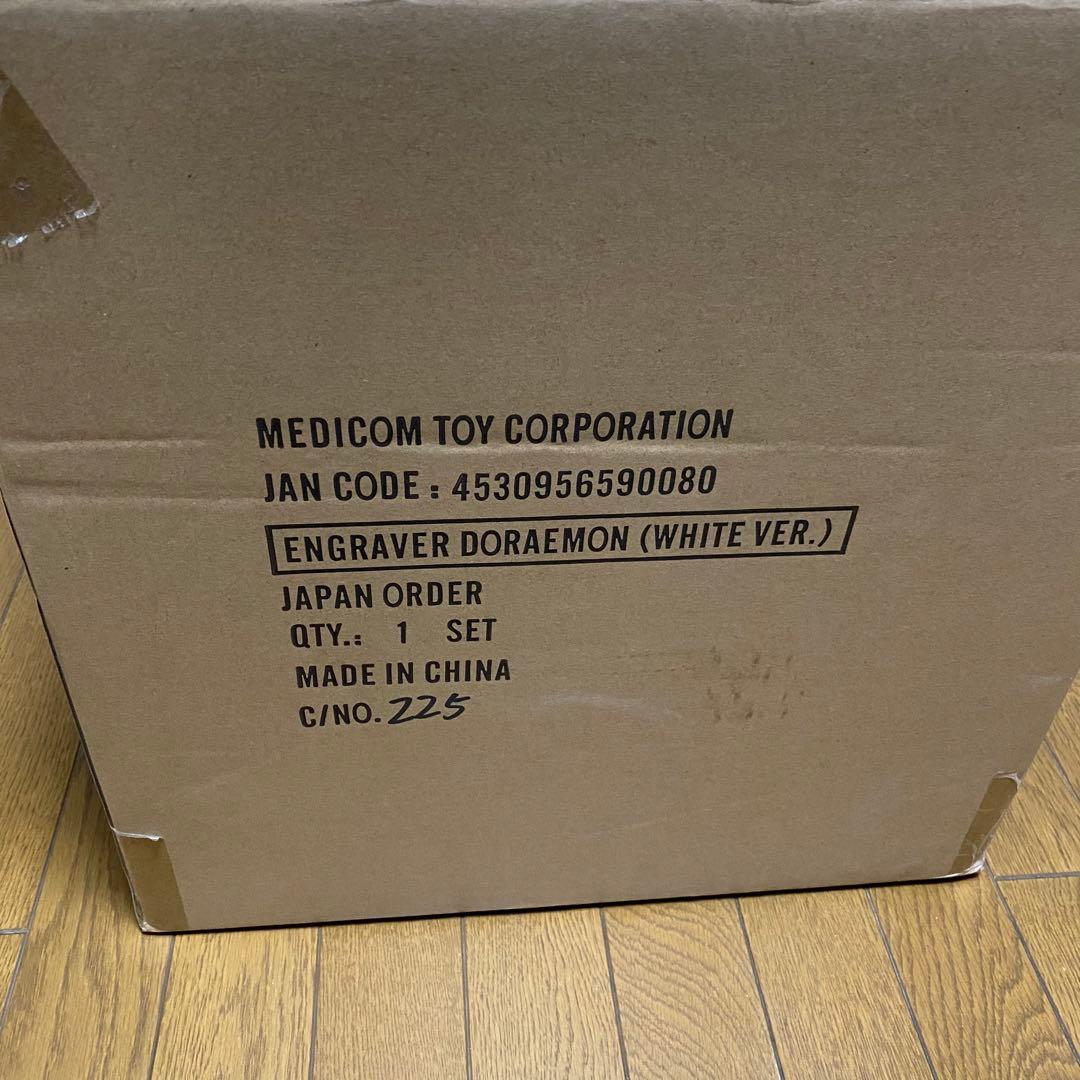 MEDICOM TOY CORPORATION
JAN CODE : 4530956590080
ENGRAVER DORAEMON (WHITE VER.)
JAPAN ORDER
QTY.: 1 SET
MADE IN CHINA
C/NO. 225